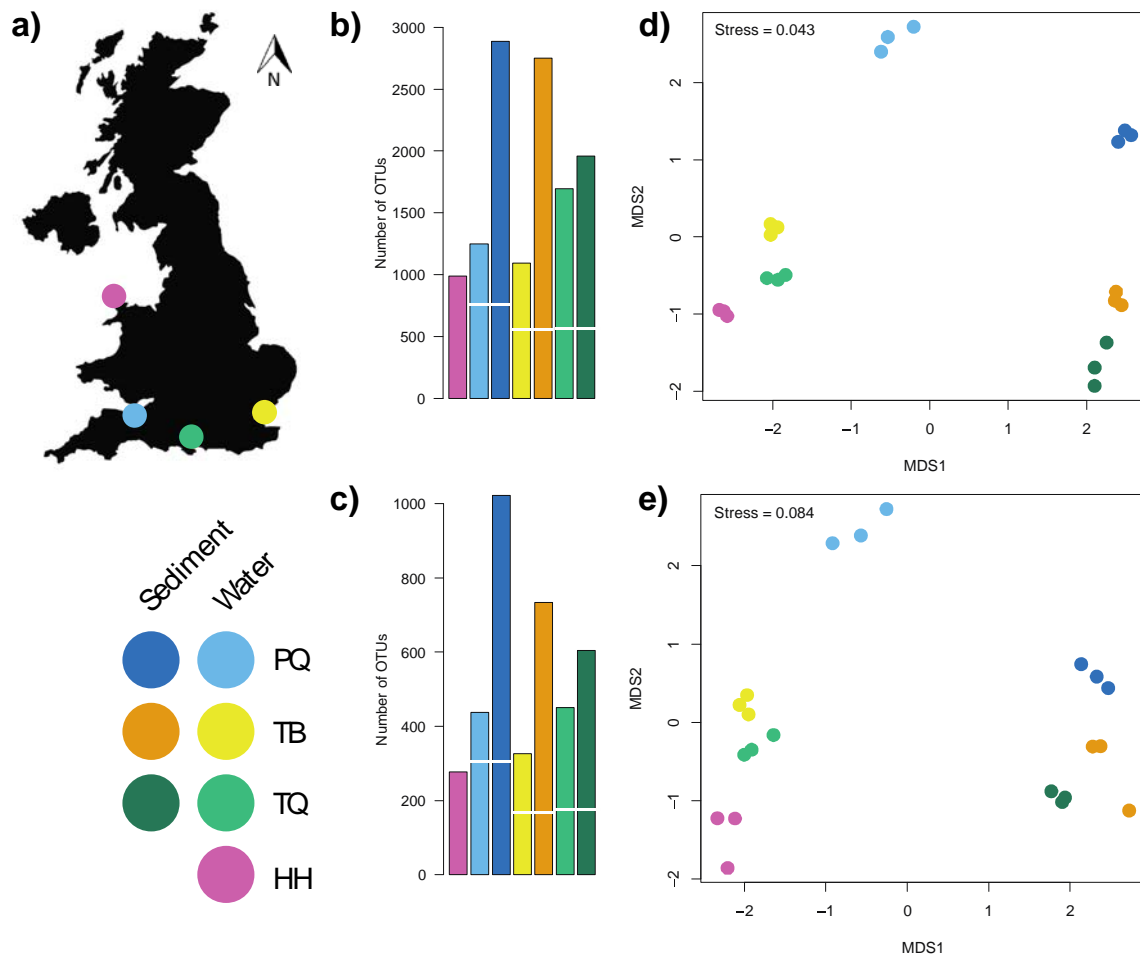 a)
N
Sediment
Water
PQ
TB
TQ
HH
b)
3000
2500
2000
1500
1000
500
0
Number of OTUs
c)
1000
800
600
400
200
0
Number of OTUs
d)
Stress = 0.043
2
1
0
−1
−2
MDS2
−2 −1 0 1 2
MDS1
e)
Stress = 0.084
2
1
0
−1
−2
MDS2
−2 −1 0 1 2
MDS1